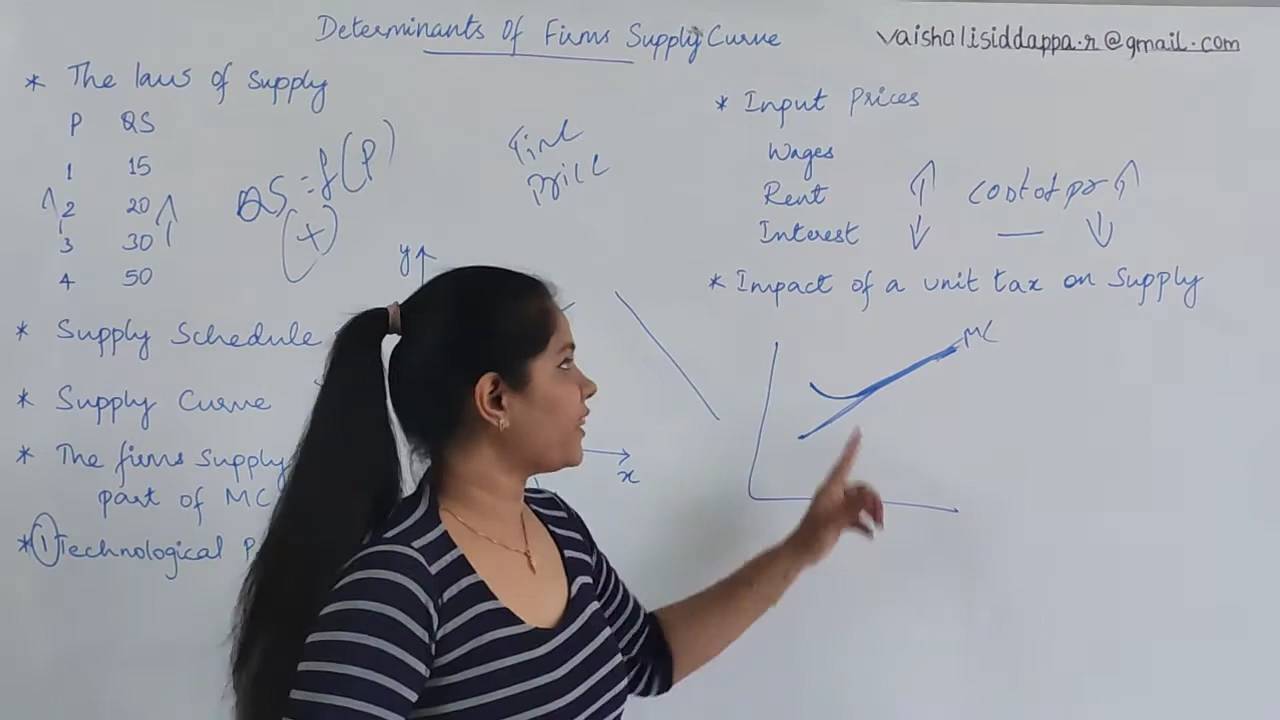 Determinants Of Firms Supply Curve
vaishalisiddappa.r@gmail.com
* The laws of Supply
P QS
1 15
2 20
3 30
4 50
QS = f(P)
(+)
Price
y
x
* Supply Schedule
* Supply Curve
* The firms Supply
part of MC
* 1 Technological P
* Input Prices
Wages
Rent ↑ cost of pr ↑
Interest ↓ — ↓
* Impact of a unit tax on Supply
MC